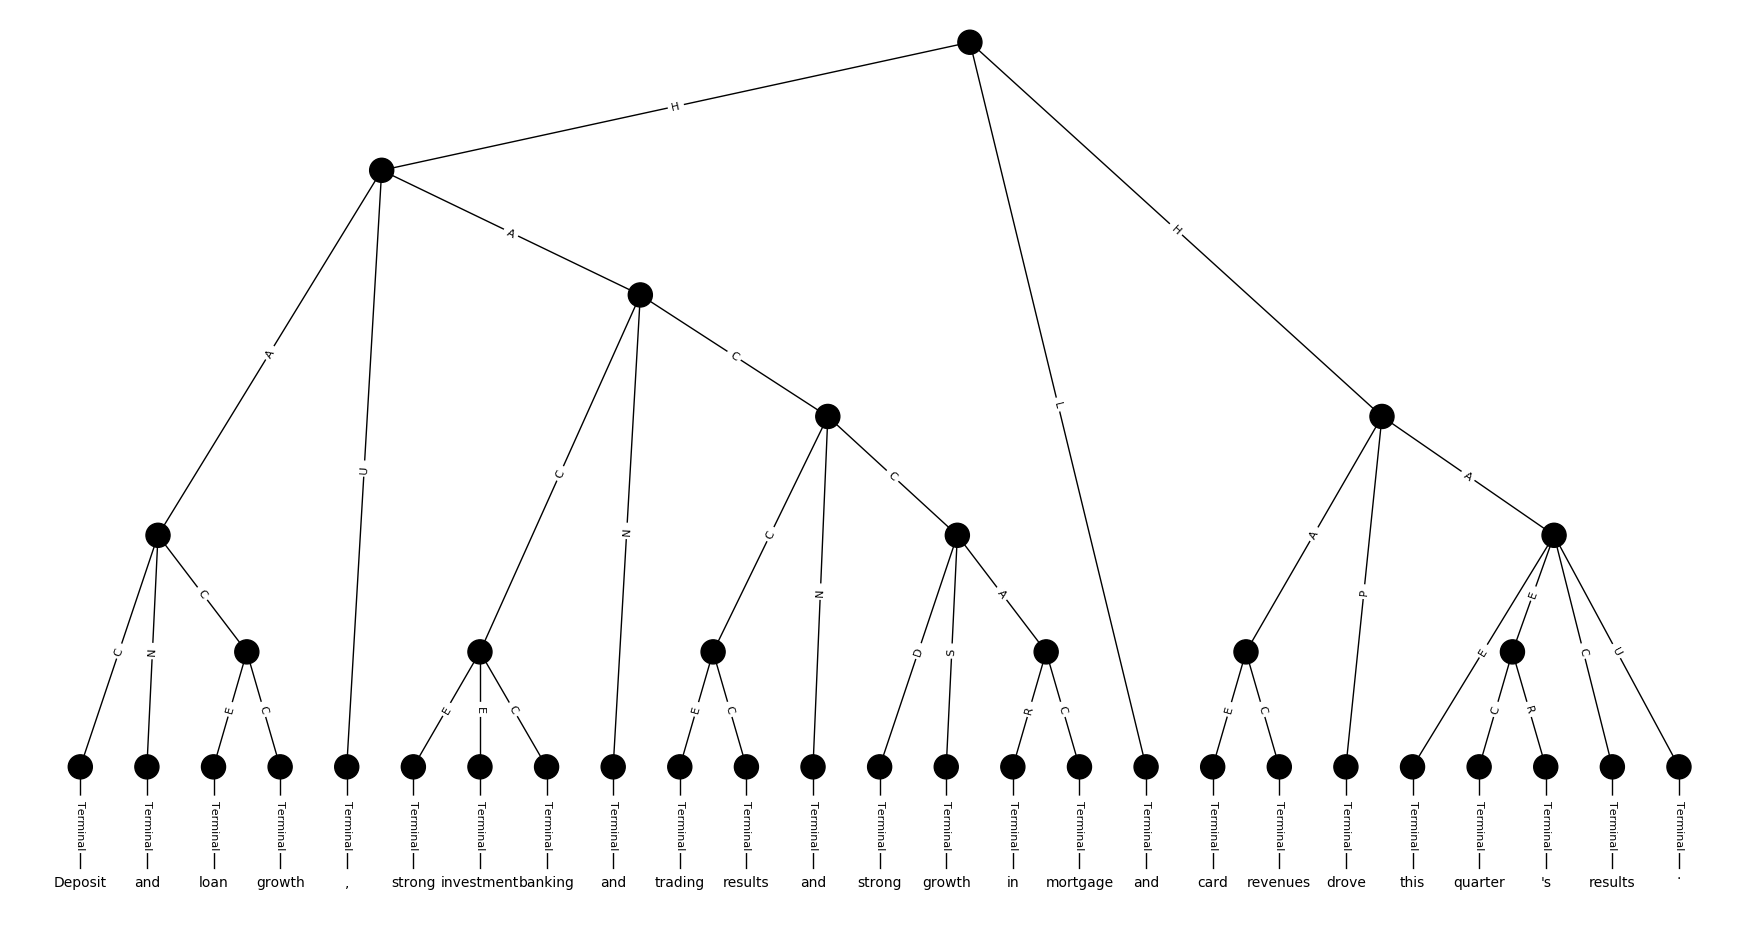 H
A
H
A
C
L
U
C
C
A
N
C
A
C
N
P
E
C
C
N
D
S
A
E
C
U
E
E
C
E
C
E
C
R
C
E
C
C
R
Terminal Terminal Terminal Terminal Terminal Terminal Terminal Terminal Terminal Terminal Terminal Terminal Terminal Terminal Terminal Terminal Terminal Terminal Terminal Terminal Terminal Terminal Terminal Terminal Terminal
Deposit and loan growth , strong investment banking and trading results and strong growth in mortgage and card revenues drove this quarter 's results .